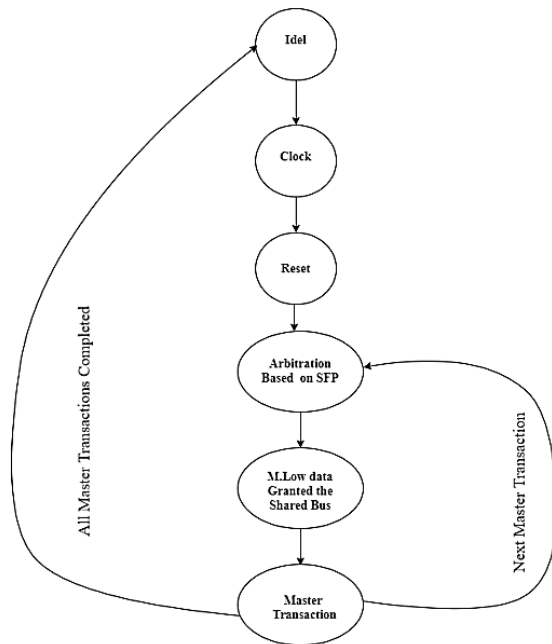 Idel
Clock
Reset
Arbitration
Based on SFP
M.Low data
Granted the
Shared Bus
Master
Transaction
All Master Transactions Completed
Next Master Transaction